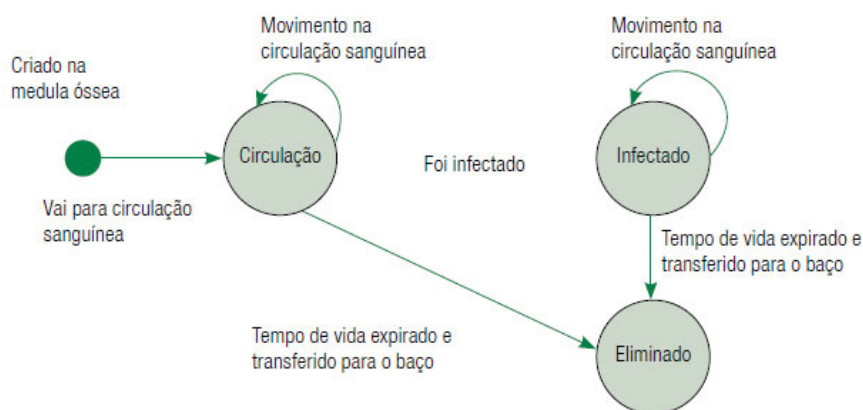 Criado na
medula óssea
Vai para circulação
sanguínea
Movimento na
circulação sanguínea
Circulação
Foi infectado
Movimento na
circulação sanguínea
Infectado
Tempo de vida expirado e
transferido para o baço
Tempo de vida expirado e
transferido para o baço
Eliminado